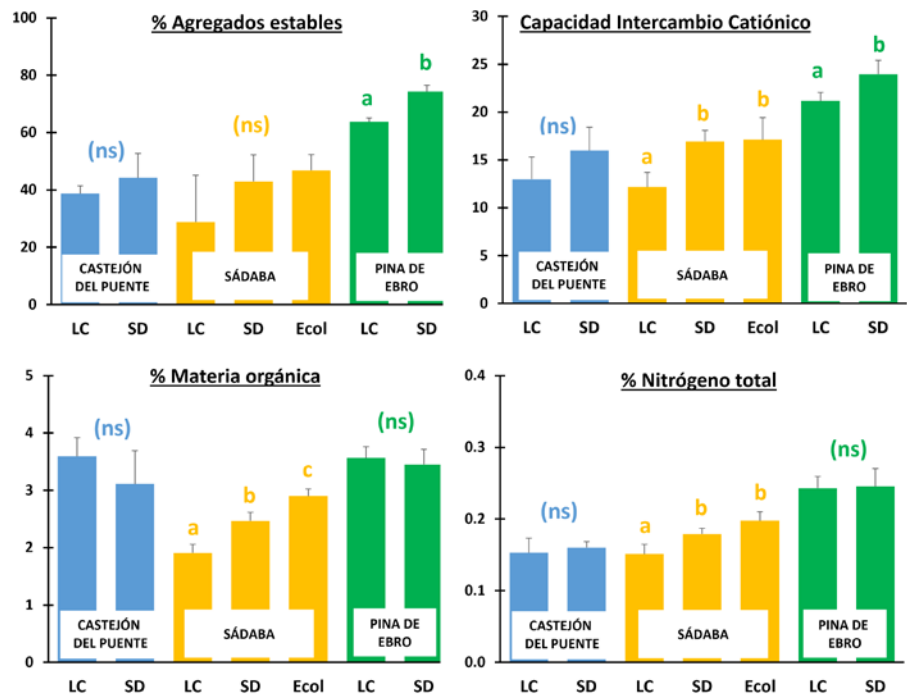 % Agregados estables
100
80
60
40
20
0
(ns)
(ns)
a
b
CASTEJÓN
DEL PUENTE
SÁDABA
PINA DE
EBRO
LC SD LC SD Ecol LC SD
Capacidad Intercambio Catiónico
30
25
20
15
10
5
0
(ns)
a
b
b
a
b
CASTEJÓN
DEL PUENTE
SÁDABA
PINA DE
EBRO
LC SD LC SD Ecol LC SD
% Materia orgánica
5
4
3
2
1
0
(ns)
a
b
c
(ns)
CASTEJÓN
DEL PUENTE
SÁDABA
PINA DE
EBRO
LC SD LC SD Ecol LC SD
% Nitrógeno total
0.4
0.3
0.2
0.1
0.0
(ns)
a
b
b
(ns)
CASTEJÓN
DEL PUENTE
SÁDABA
PINA DE
EBRO
LC SD LC SD Ecol LC SD